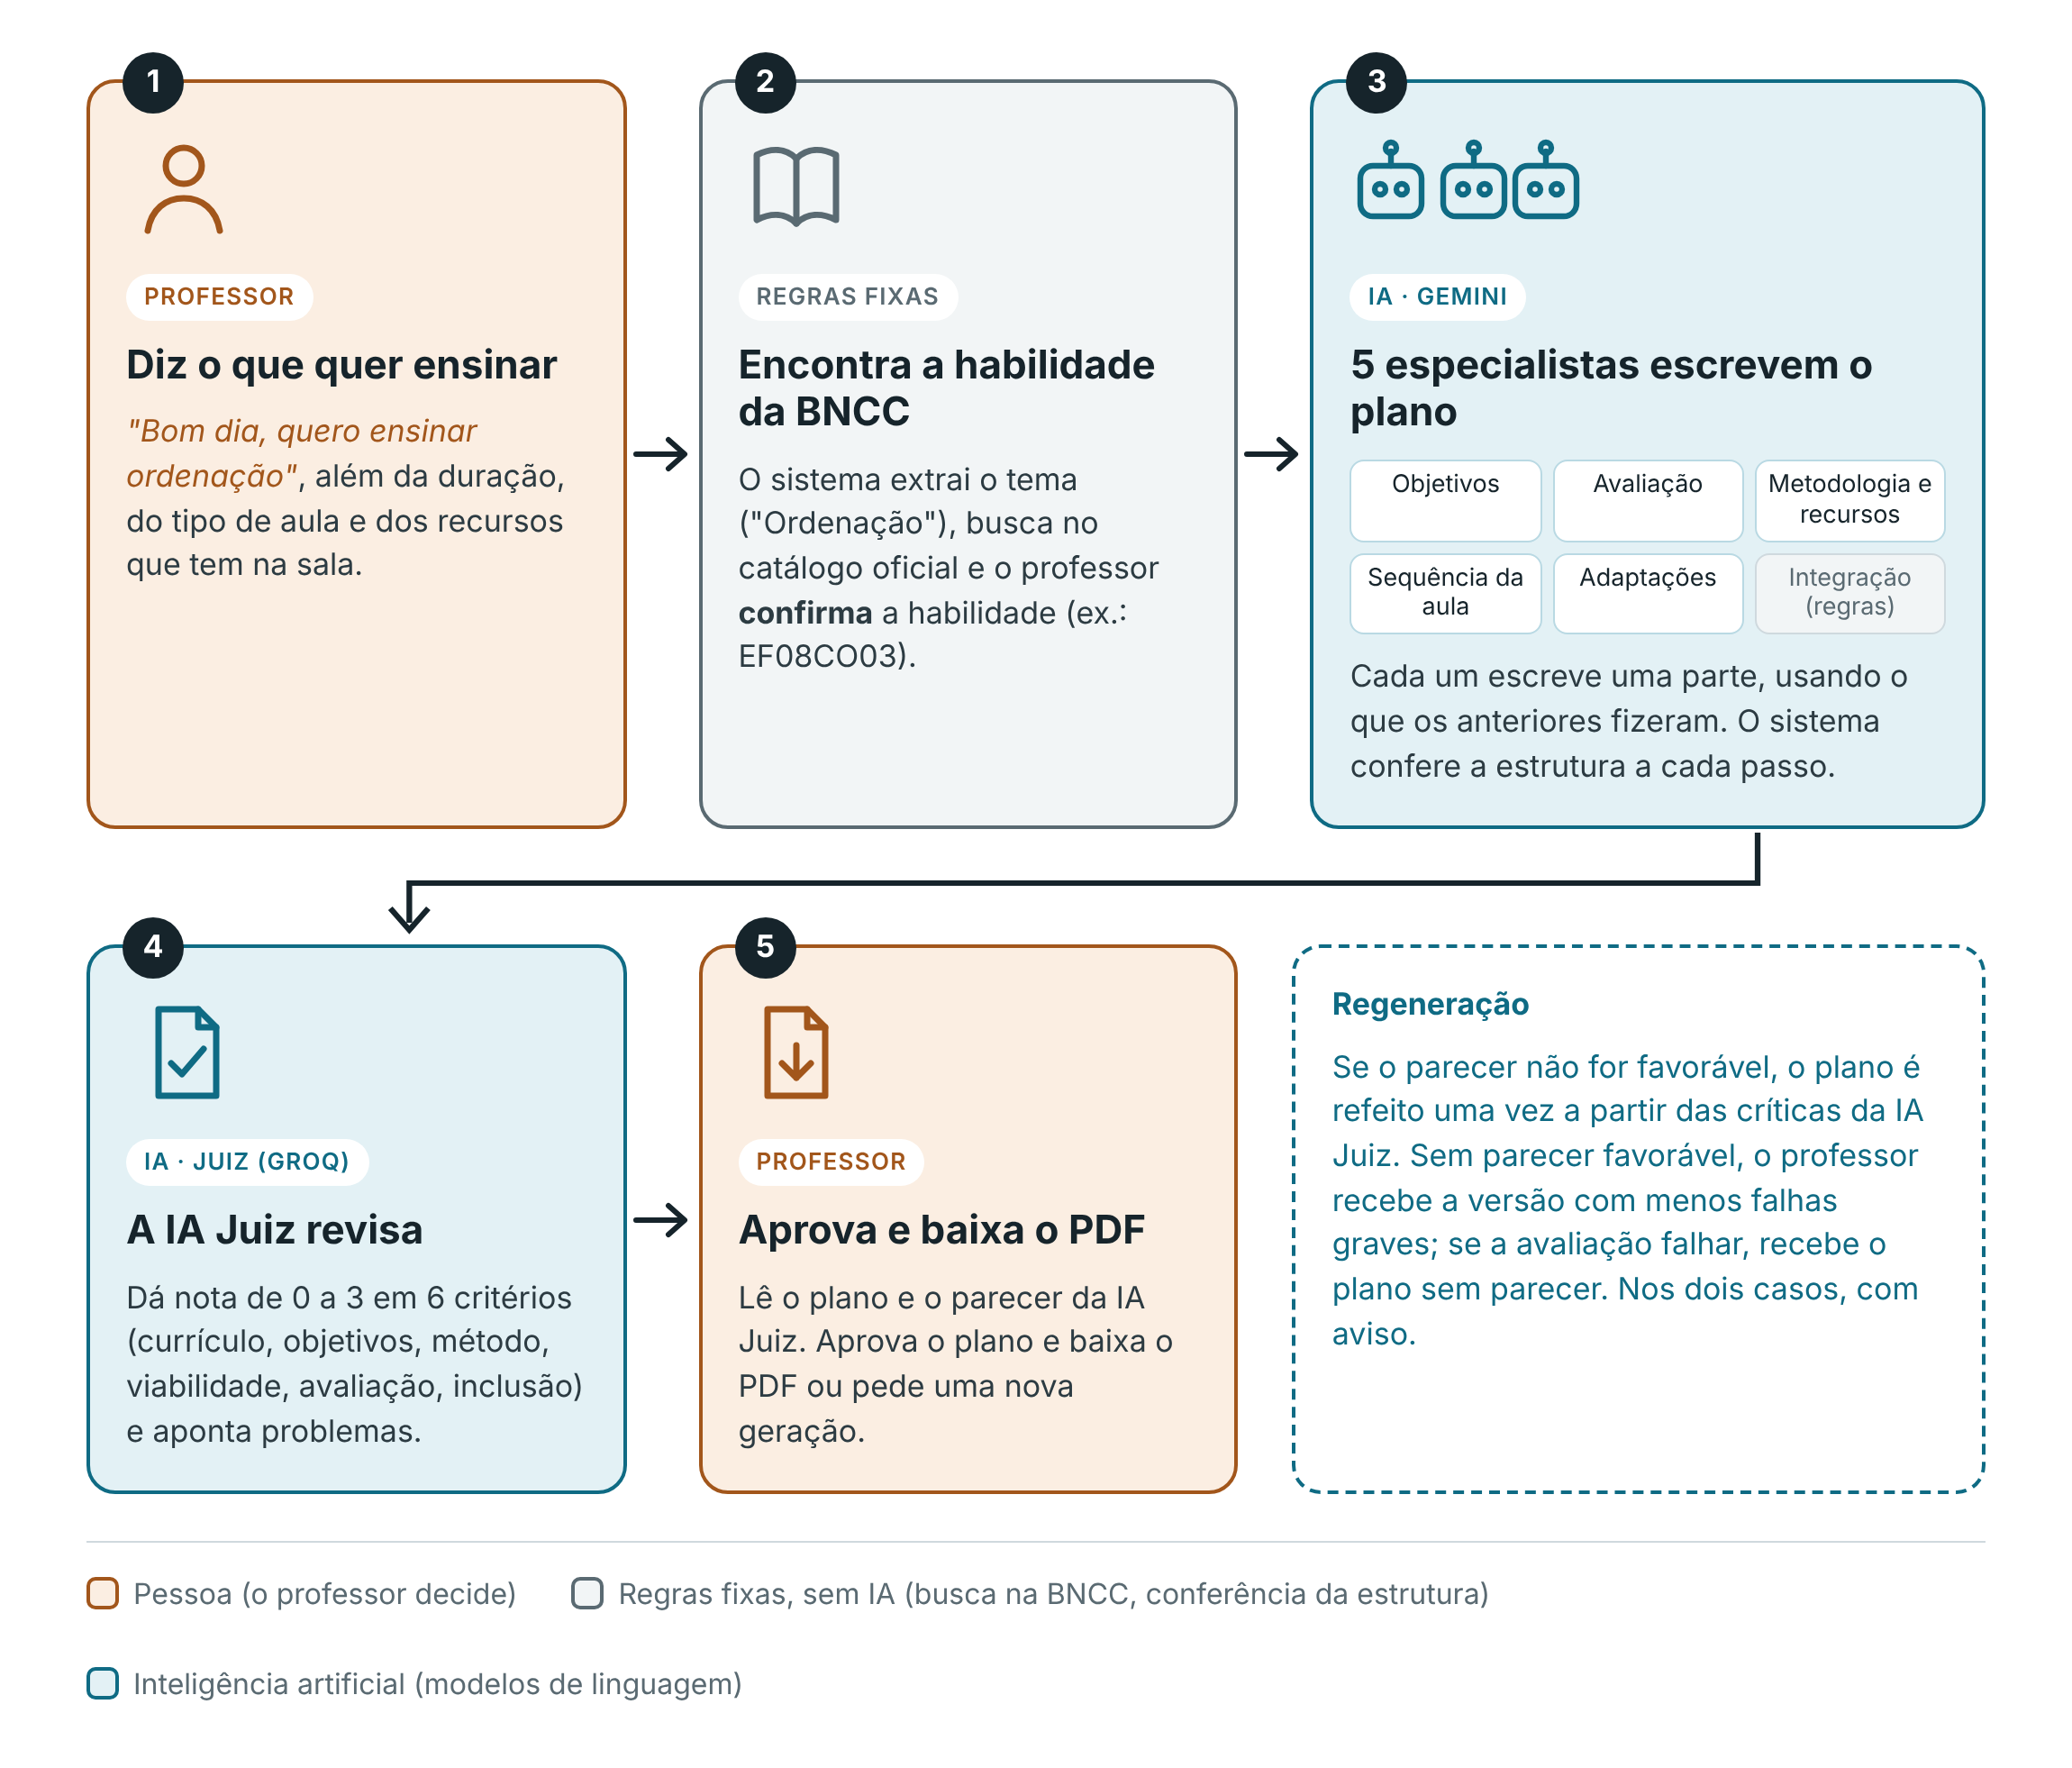 1
PROFESSOR
Diz o que quer ensinar
"Bom dia, quero ensinar
ordenação", além da duração,
do tipo de aula e dos recursos
que tem na sala.
2
REGRAS FIXAS
Encontra a habilidade
da BNCC
O sistema extrai o tema
("Ordenação"), busca no
catálogo oficial e o professor
confirma a habilidade (ex.:
EF08CO03).
3
IA · GEMINI
5 especialistas escrevem o
plano
Objetivos
Avaliação
Metodologia e
recursos
Sequência da
aula
Adaptações
Integração
(regras)
Cada um escreve uma parte, usando o
que os anteriores fizeram. O sistema
confere a estrutura a cada passo.
4
IA · JUIZ (GROQ)
A IA Juiz revisa
Dá nota de 0 a 3 em 6 critérios
(currículo, objetivos, método,
viabilidade, avaliação, inclusão)
e aponta problemas.
5
PROFESSOR
Aprova e baixa o PDF
Lê o plano e o parecer da IA
Juiz. Aprova o plano e baixa o
PDF ou pede uma nova
geração.
Regeneração
Se o parecer não for favorável, o plano é
refeito uma vez a partir das críticas da IA
Juiz. Sem parecer favorável, o professor
recebe a versão com menos falhas
graves; se a avaliação falhar, recebe o
plano sem parecer. Nos dois casos, com
aviso.
Pessoa (o professor decide)
Regras fixas, sem IA (busca na BNCC, conferência da estrutura)
Inteligência artificial (modelos de linguagem)